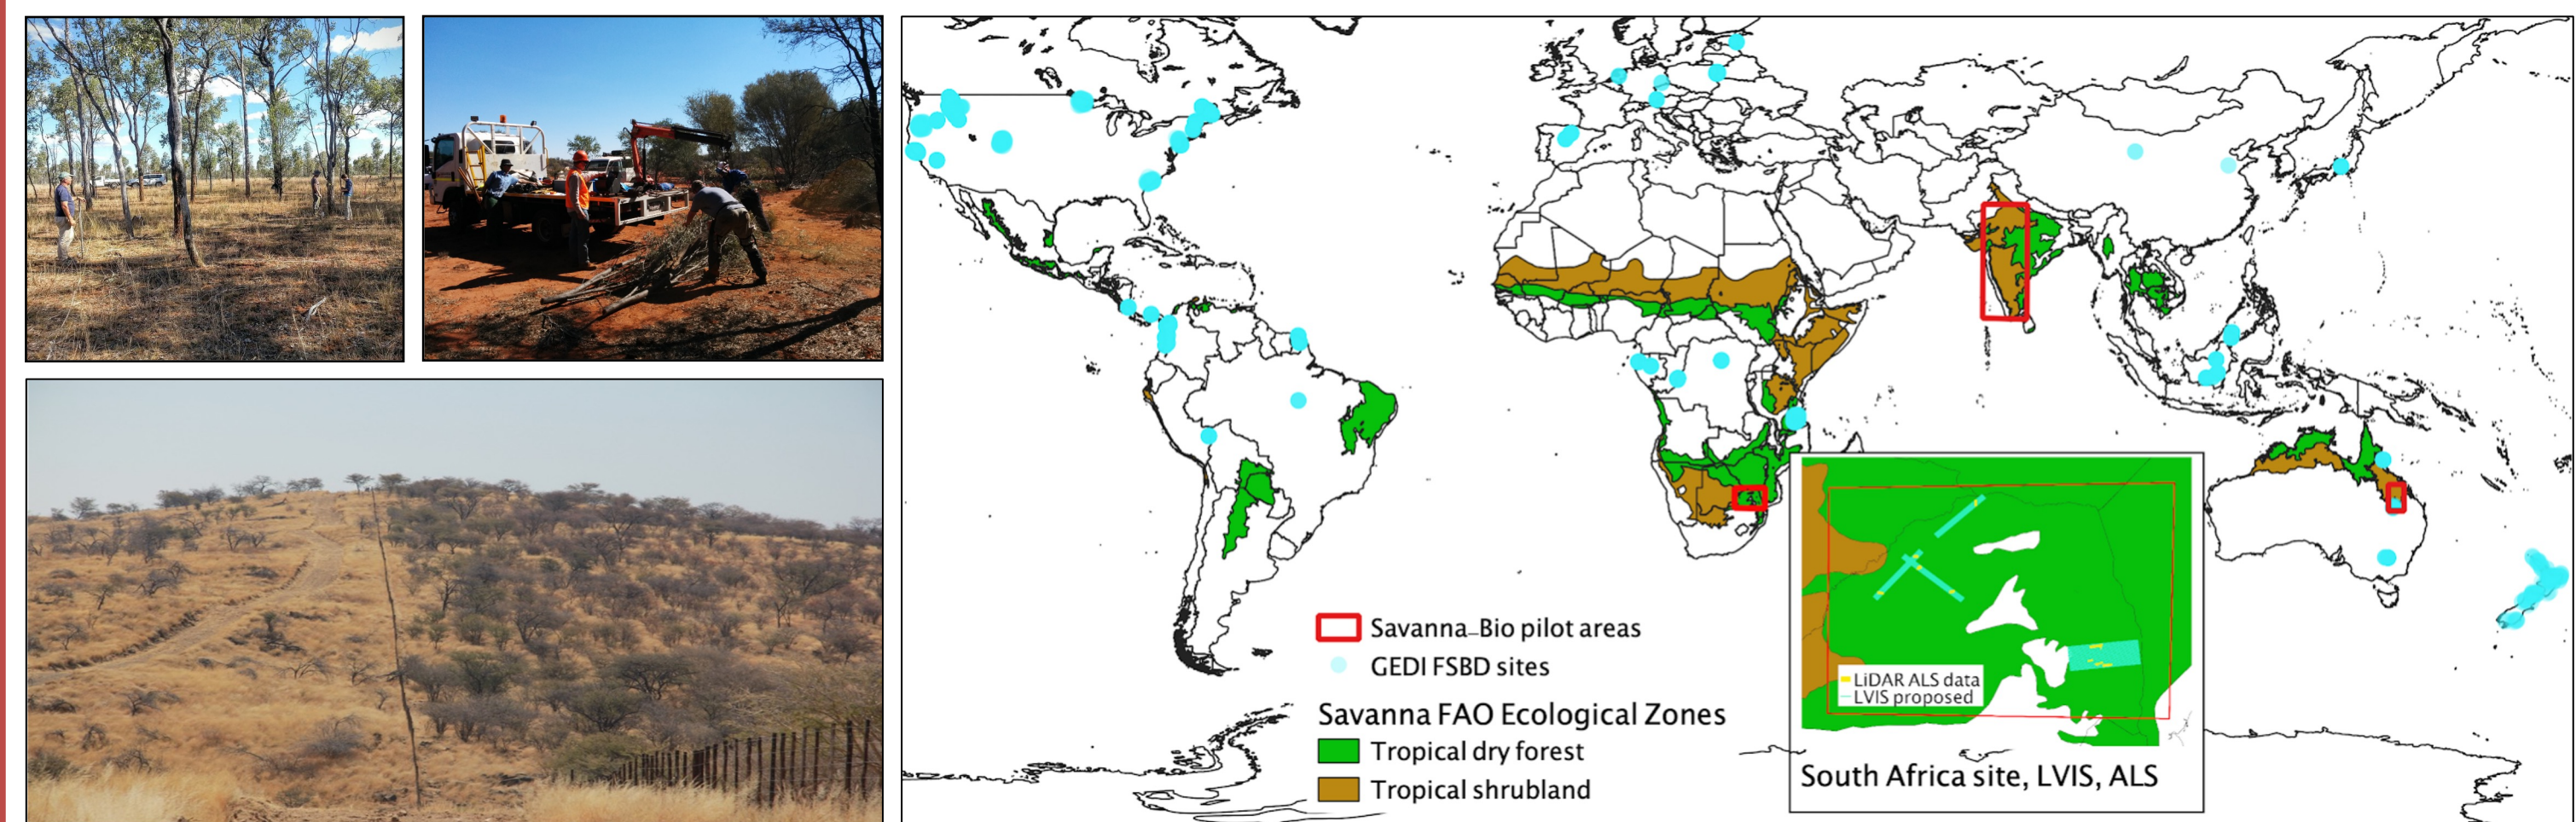 Savanna_Bio pilot areas
GEDI FSBD sites
Savanna FAO Ecological Zones
Tropical dry forest
Tropical shrubland
LiDAR ALS data
LVIS proposed
South Africa site, LVIS, ALS